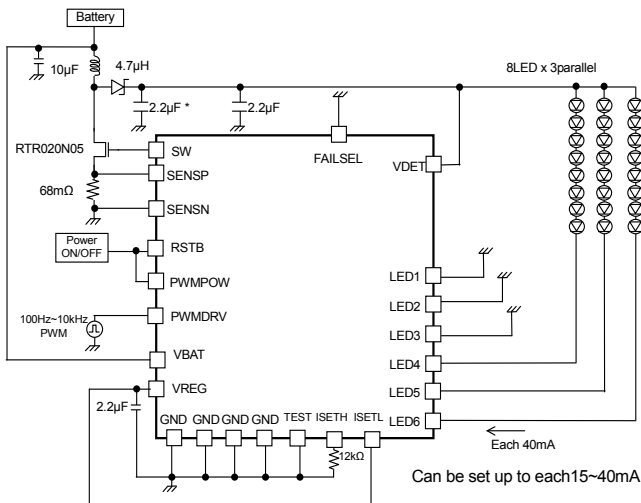 Battery
10µF
4.7µH
2.2µF *
2.2µF
8LED x 3parallel
RTR020N05
68mΩ
SW
SENSP
SENSN
FAILSEL
VDET
Power
ON/OFF
RSTB
PWMPOW
100Hz~10kHz
PWM
PWMDRV
VBAT
VREG
2.2µF
LED1
LED2
LED3
LED4
LED5
LED6
GND GND GND GND TEST ISETH ISETL
12kΩ
Each 40mA
Can be set up to each15~40mA